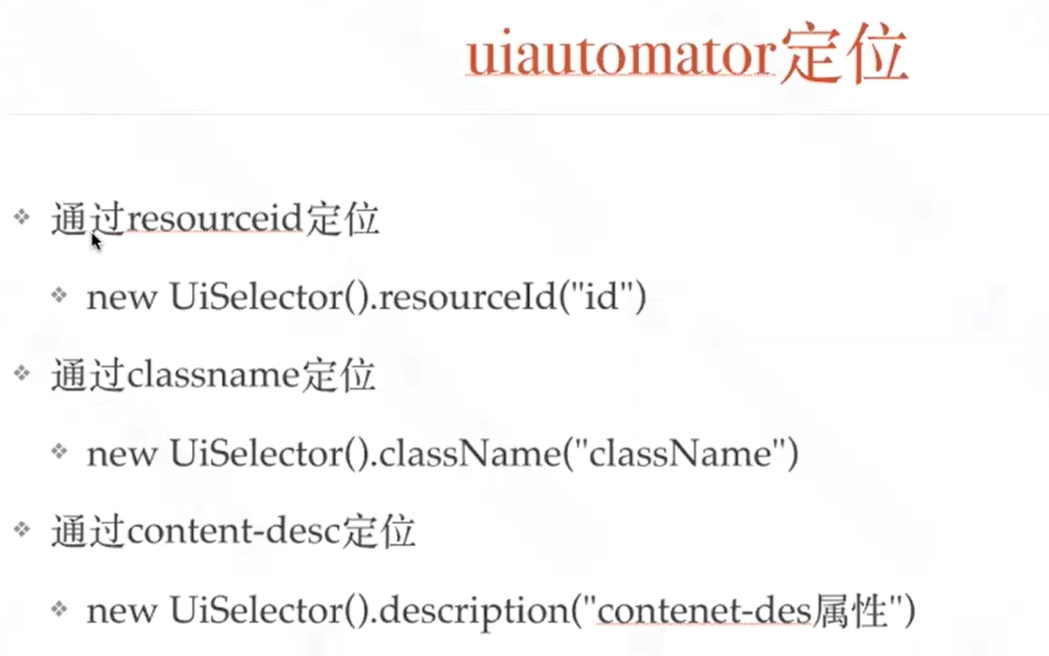 uiautomator定位
通过resourceid定位
new UiSelector().resourceId("id")
通过classname定位
new UiSelector().className("className")
通过content-desc定位
new UiSelector().description("contenet-des属性")